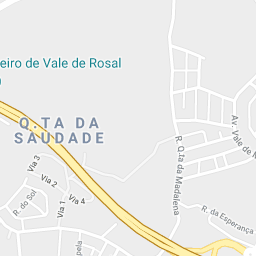 eiro de Vale de Rosal
Q.TA DA
SAUDADE
Via 3
Via 2
R. do Sol
Via 1
Via 4
R. Q.ta da Madalena
Av. Vale de R
R. da Esperança
pela